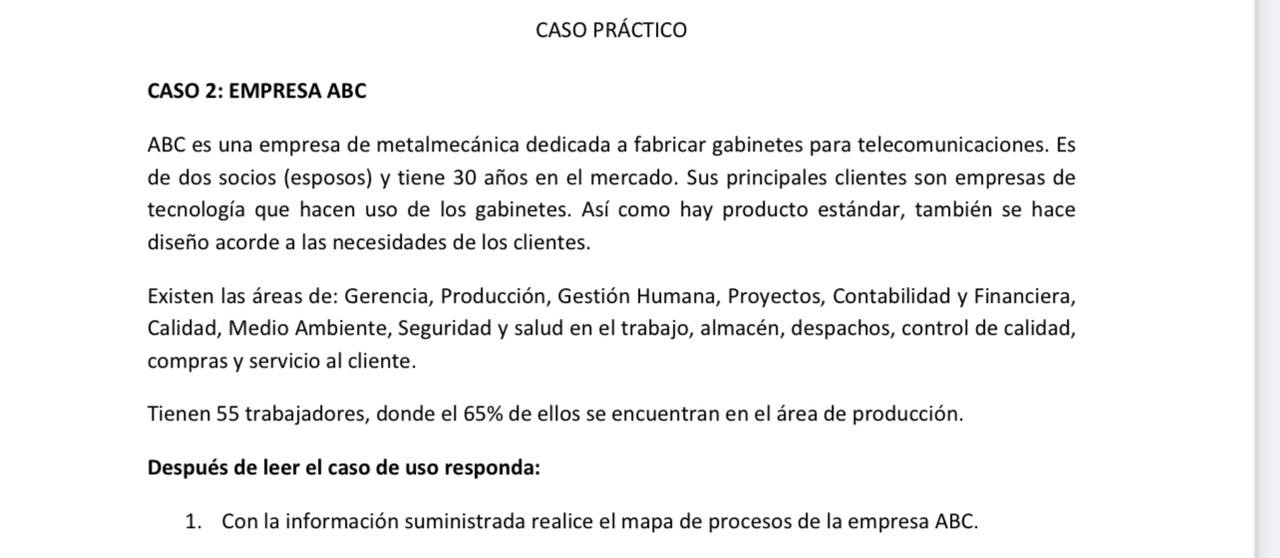 CASO PRÁCTICO
CASO 2: EMPRESA ABC
ABC es una empresa de metalmecánica dedicada a fabricar gabinetes para telecomunicaciones. Es
de dos socios (esposos) y tiene 30 años en el mercado. Sus principales clientes son empresas de
tecnología que hacen uso de los gabinetes. Así como hay producto estándar, también se hace
diseño acorde a las necesidades de los clientes.
Existen las áreas de: Gerencia, Producción, Gestión Humana, Proyectos, Contabilidad y Financiera,
Calidad, Medio Ambiente, Seguridad y salud en el trabajo, almacén, despachos, control de calidad,
compras y servicio al cliente.
Tienen 55 trabajadores, donde el 65% de ellos se encuentran en el área de producción.
Después de leer el caso de uso responda:
1. Con la información suministrada realice el mapa de procesos de la empresa ABC.